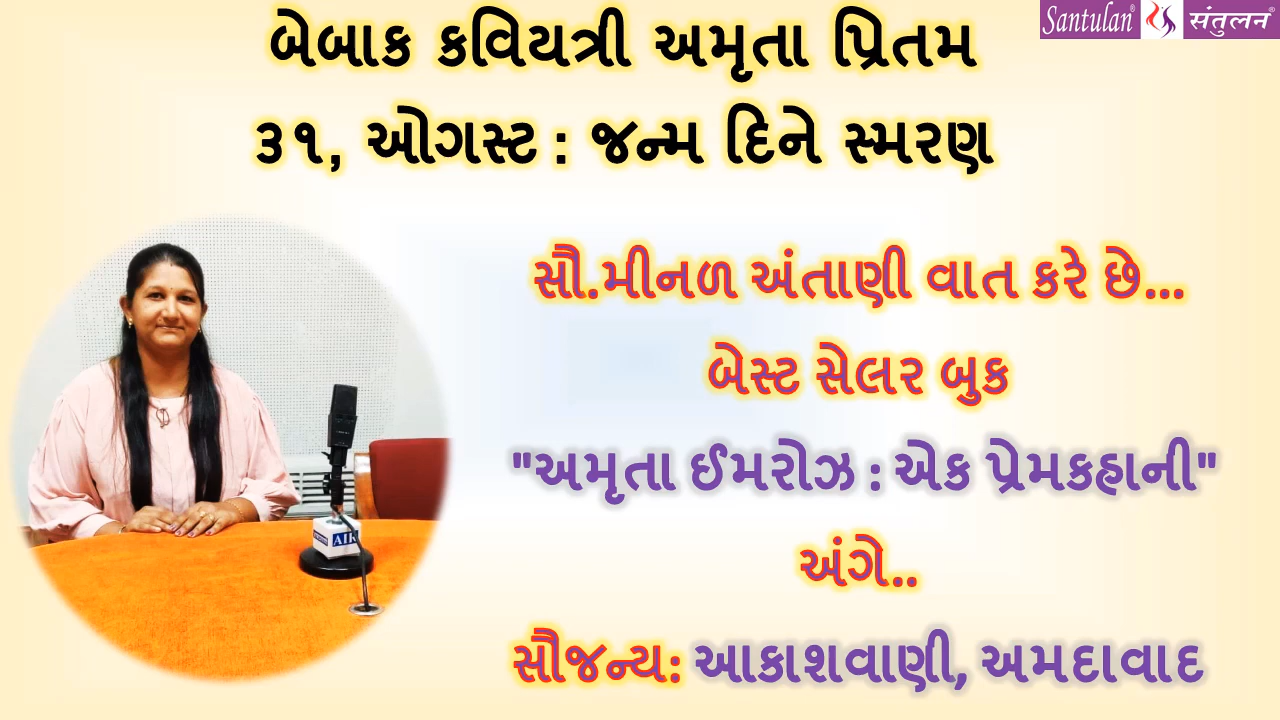 Santulan® संतुलन®
બેબાક કવિયત્રી અમૃતા પ્રિતમ
૩૧, ઓગસ્ટ : જન્મ દિને સ્મરણ
સૌ.મીનળ અંતાણી વાત કરે છે...
બેસ્ટ સેલર બુક
"અમૃતા ઈમરોઝ : એક પ્રેમકહાની"
અંગે..
સૌજન્ય: આકાશવાણી, અમદાવાદ